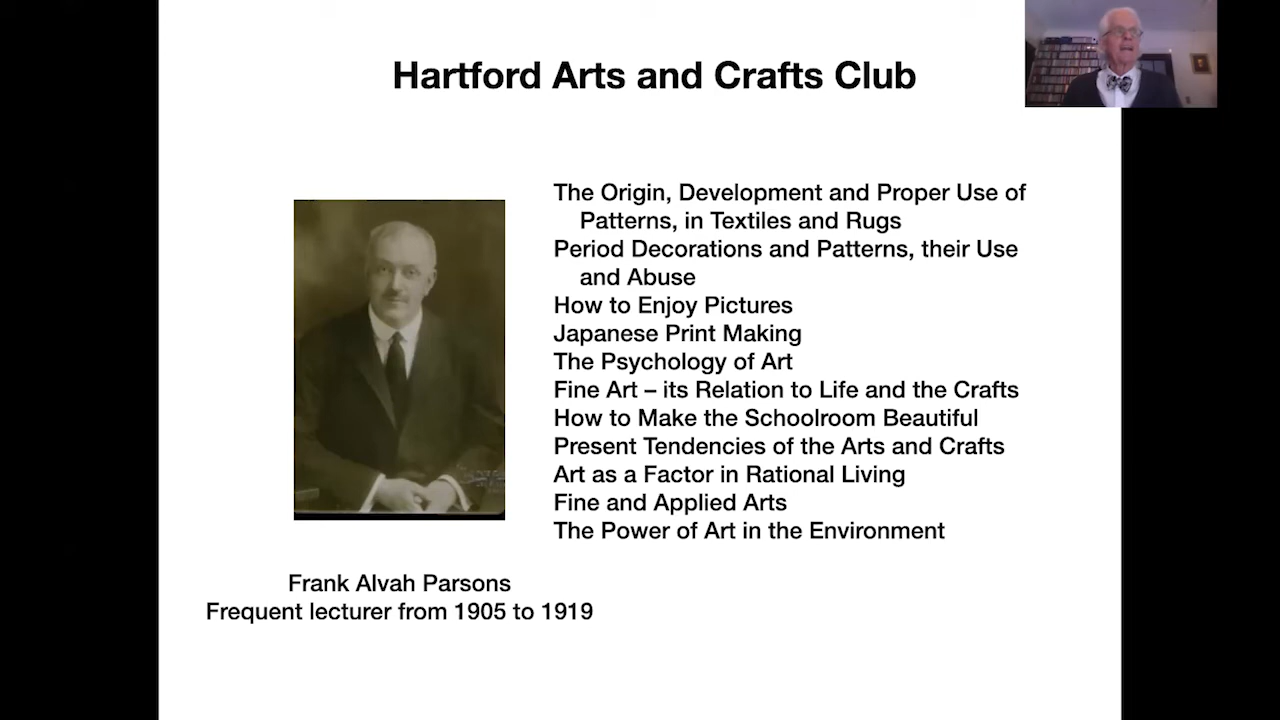 Hartford Arts and Crafts Club
The Origin, Development and Proper Use of
Patterns, in Textiles and Rugs
Period Decorations and Patterns, their Use
and Abuse
How to Enjoy Pictures
Japanese Print Making
The Psychology of Art
Fine Art – its Relation to Life and the Crafts
How to Make the Schoolroom Beautiful
Present Tendencies of the Arts and Crafts
Art as a Factor in Rational Living
Fine and Applied Arts
The Power of Art in the Environment
Frank Alvah Parsons
Frequent lecturer from 1905 to 1919